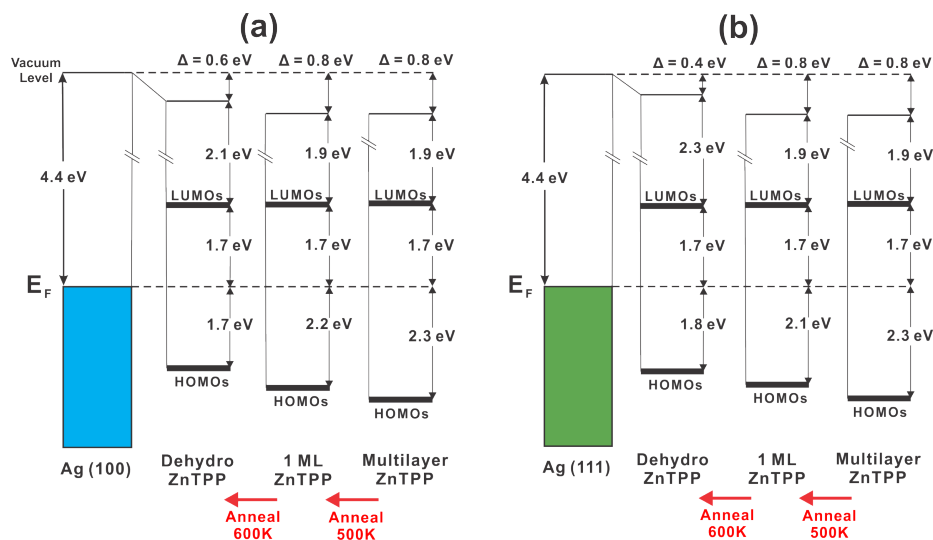 (a)
Vacuum
Level
Δ = 0.6 eV
Δ = 0.8 eV
Δ = 0.8 eV
4.4 eV
2.1 eV
1.9 eV
1.9 eV
LUMOs
LUMOs
LUMOs
1.7 eV
1.7 eV
1.7 eV
EF
1.7 eV
2.2 eV
2.3 eV
HOMOs
HOMOs
HOMOs
Ag (100)
Dehydro
ZnTPP
1 ML
ZnTPP
Multilayer
ZnTPP
Anneal
600K
Anneal
500K
(b)
Δ = 0.4 eV
Δ = 0.8 eV
Δ = 0.8 eV
4.4 eV
2.3 eV
1.9 eV
1.9 eV
LUMOs
LUMOs
LUMOs
1.7 eV
1.7 eV
1.7 eV
EF
1.8 eV
2.1 eV
2.3 eV
HOMOs
HOMOs
HOMOs
Ag (111)
Dehydro
ZnTPP
1 ML
ZnTPP
Multilayer
ZnTPP
Anneal
600K
Anneal
500K